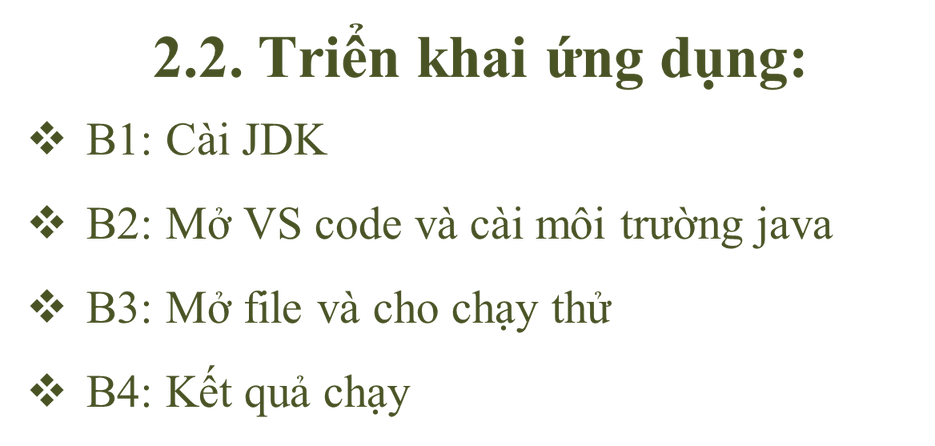 2.2. Triển khai ứng dụng:
❖ B1: Cài JDK
❖ B2: Mở VS code và cài môi trường java
❖ B3: Mở file và cho chạy thử
❖ B4: Kết quả chạy